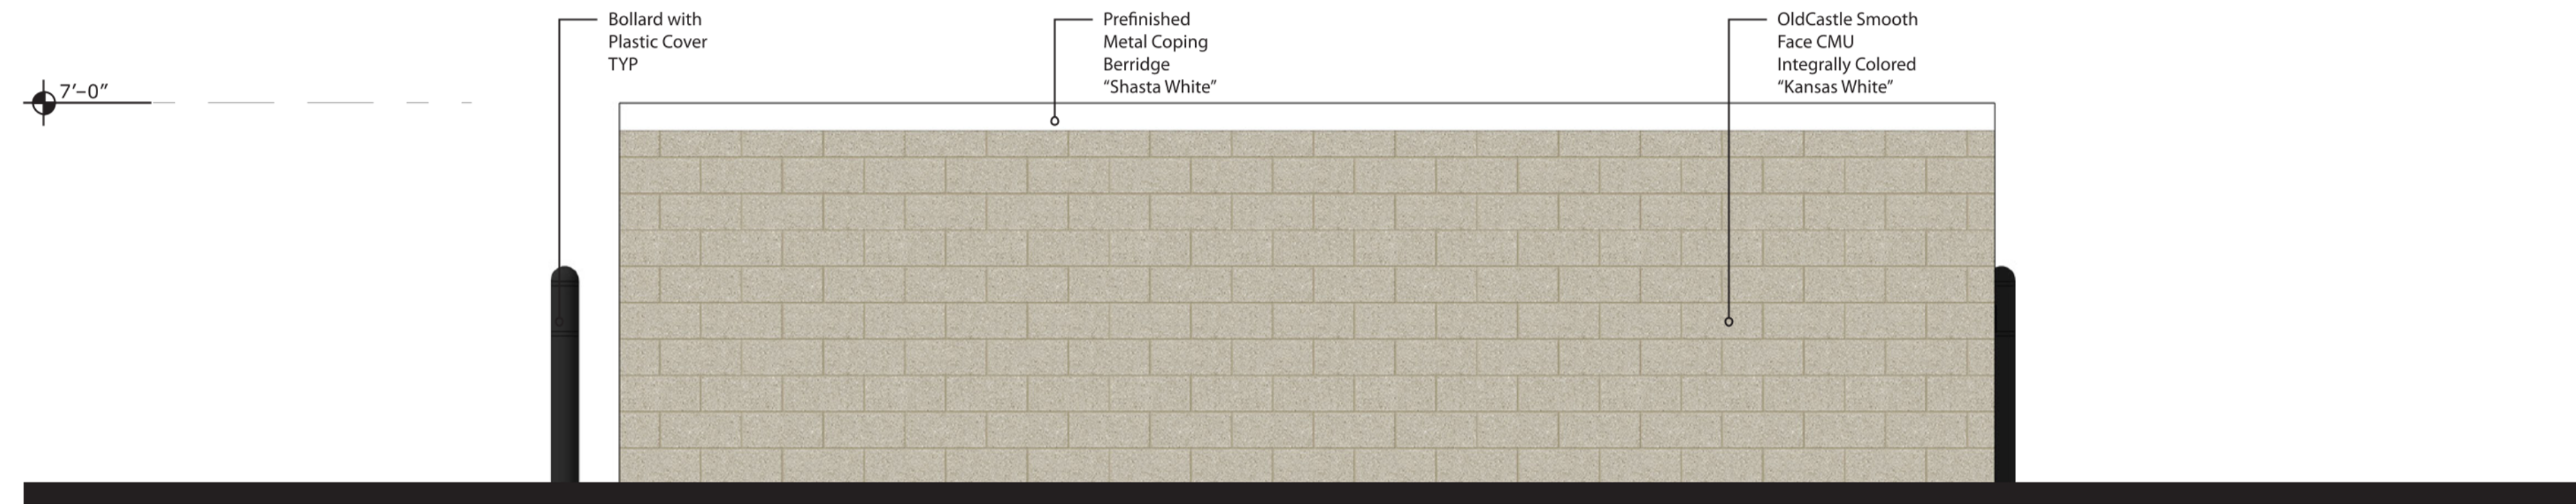 Bollard with
Plastic Cover
TYP
Prefinished
Metal Coping
Berridge
“Shasta White”
OldCastle Smooth
Face CMU
Integrally Colored
“Kansas White”
7’–0”